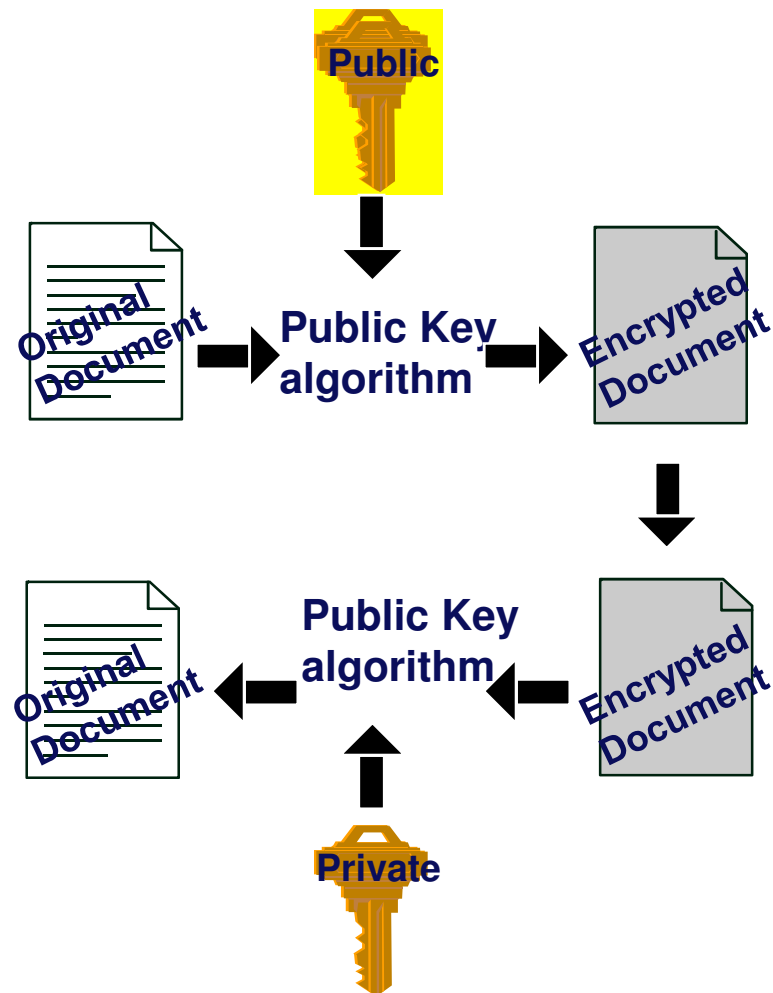 Public
Original
Document
Public Key
algorithm
Encrypted
Document
Original
Document
Public Key
algorithm
Encrypted
Document
Private